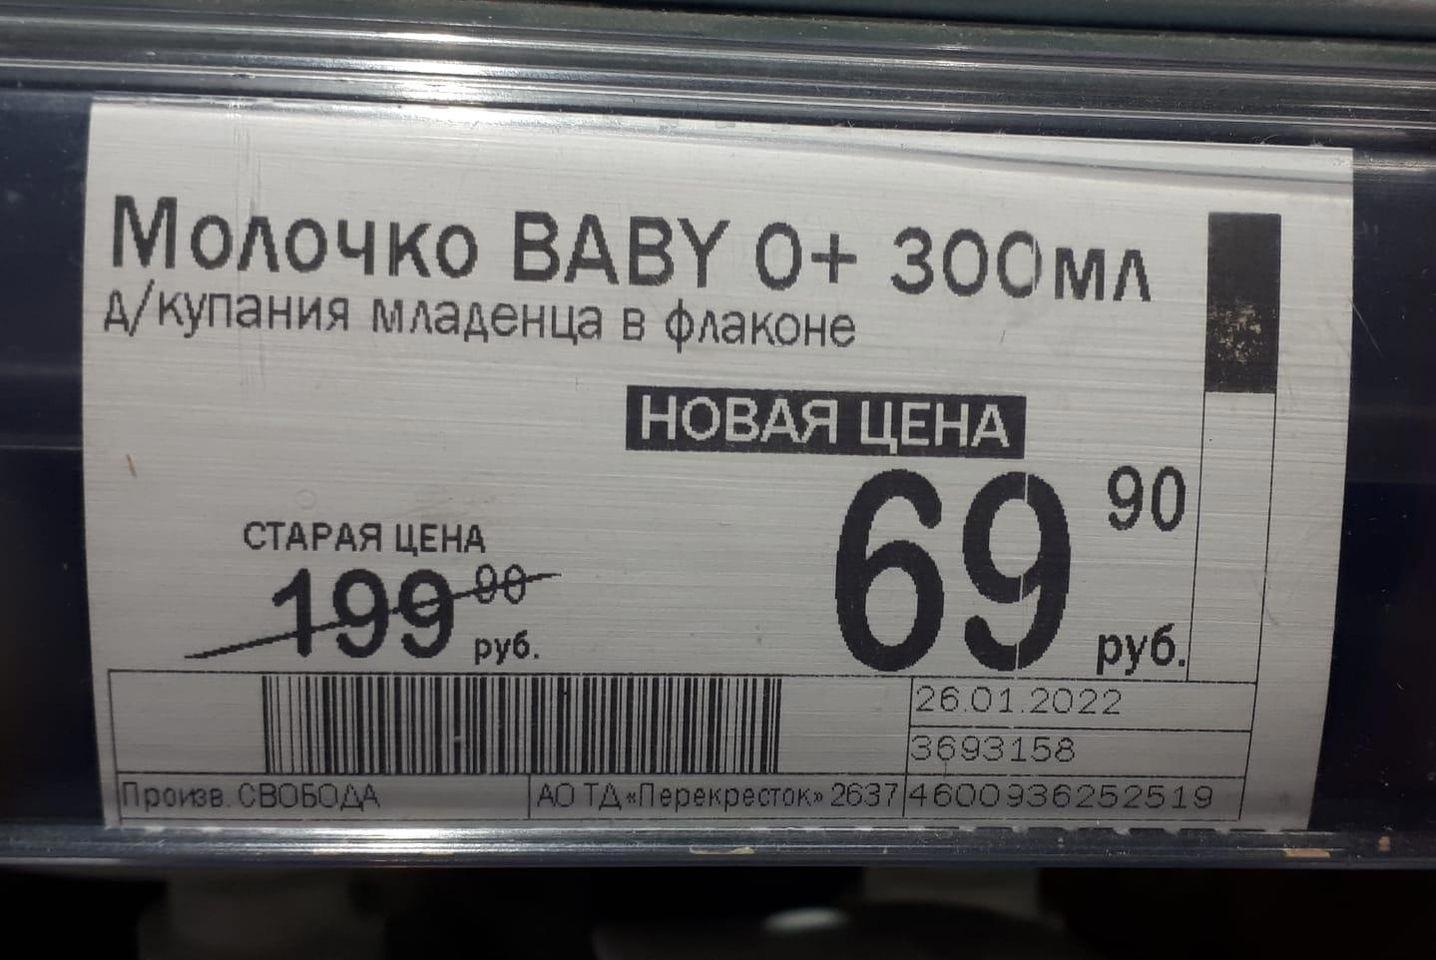 Молочко BABY 0+ 300мл
д/купания младенца в флаконе
НОВАЯ ЦЕНА
69 90
руб.
СТАРАЯ ЦЕНА
199 90
руб.
26.01.2022
3693158
Произв. СВОБОДА
АО ТД «Перекресток» 2637
4600936252519